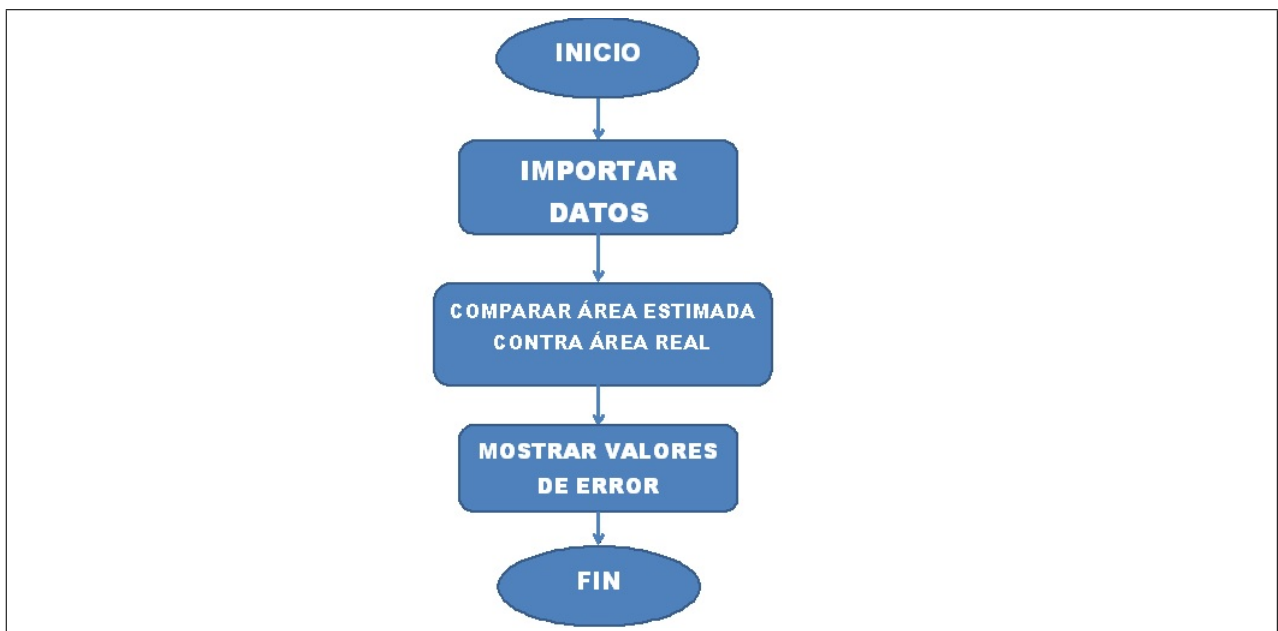 INICIO
IMPORTAR
DATOS
COMPARAR ÁREA ESTIMADA
CONTRA ÁREA REAL
MOSTRAR VALORES
DE ERROR
FIN